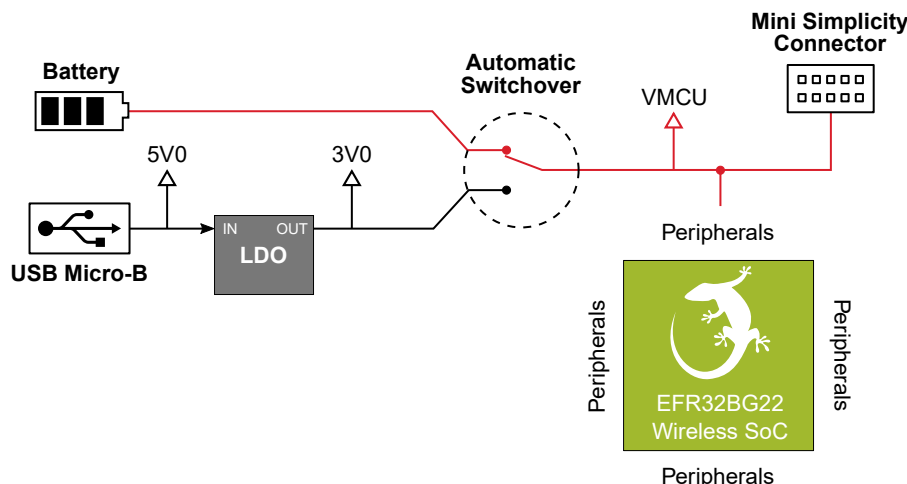 Mini Simplicity
Connector
Battery
Automatic
Switchover
VMCU
5V0
3V0
IN
OUT
LDO
USB Micro-B
Peripherals
Peripherals
Peripherals
EFR32BG22
Wireless SoC
Peripherals